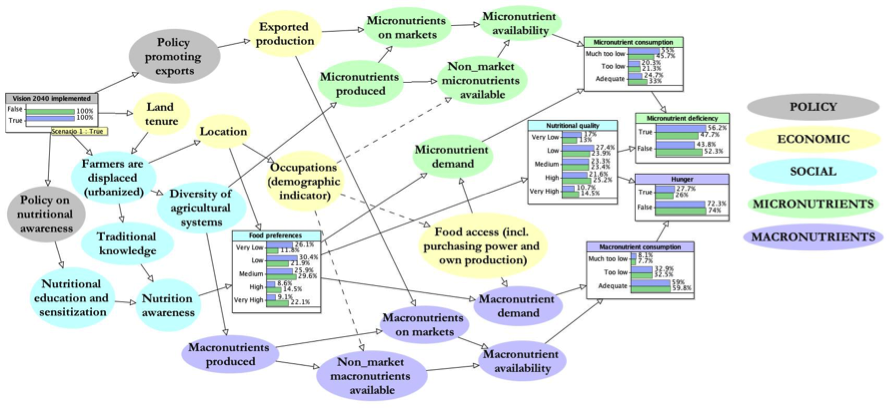 Policy
promoting
exports
Exported
production
Micronutrients
on markets
Micronutrient
availability
Micronutrient consumption
Much too low 55% 45.7%
Too low 20.3% 21.3%
Adequate 24.7% 33%
Micronutrients
produced
Non_market
micronutrients
available
Vision 2040 implemented
False 100%
True 100%
Scenario 1 : True
Land
tenure
Location
Farmers are
displaced
(urbanized)
Policy on
nutritional
awareness
Diversity of
agricultural
systems
Occupations
(demographic
indicator)
Micronutrient
demand
Nutritional quality
Very Low 17% 13%
Low 27.4% 23.9%
Medium 23.3% 23.4%
High 21.6% 25.2%
Very High 10.7% 14.5%
Micronutrient deficiency
True 56.2% 47.7%
False 43.8% 52.3%
Hunger
True 27.7% 26%
False 72.3% 74%
POLICY
ECONOMIC
SOCIAL
MICRONUTRIENTS
MACRONUTRIENTS
Traditional
knowledge
Food preferences
Very Low 26.1% 11.8%
Low 30.4% 21.9%
Medium 25.9% 29.6%
High 8.6% 14.5%
Very High 9.1% 22.1%
Food access (incl.
purchasing power and
own production)
Macronutrient consumption
Much too low 8.1% 7.7%
Too low 32.9% 32.5%
Adequate 59% 59.8%
Nutritional
education and
sensitization
Nutrition
awareness
Macronutrient
demand
Macronutrients
produced
Macronutrients
on markets
Non_market
macronutrients
available
Macronutrient
availability